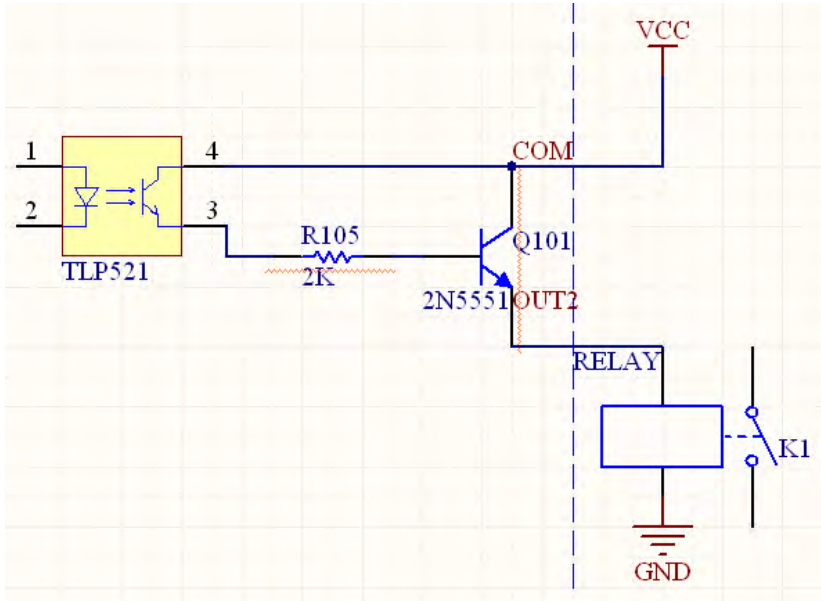 VCC
COM
1
4
2
3
R105
2K
Q101
TLP521
2N5551
OUT2
RELAY
K1
GND